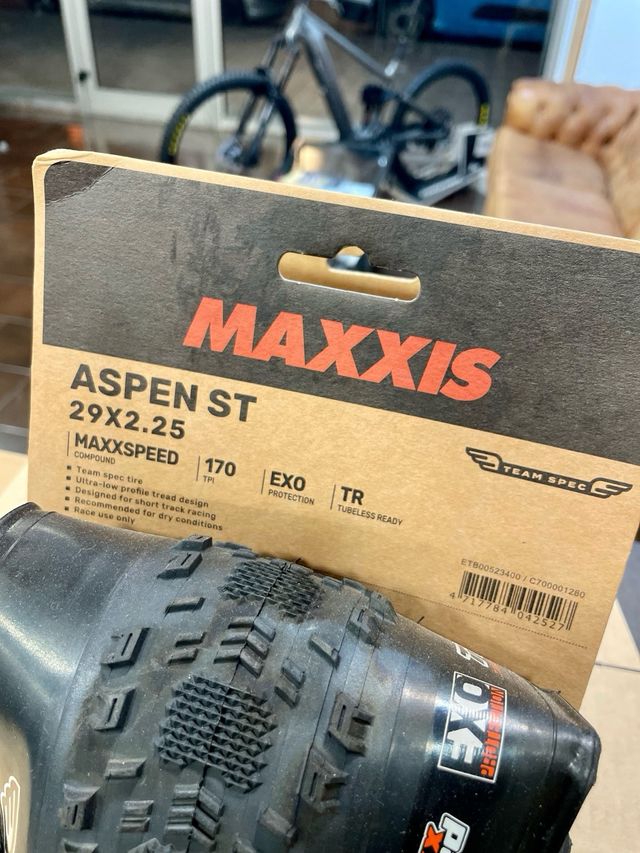 MAXXIS
ASPEN ST
29X2.25
MAXXSPEED
COMPOUND
170
TPI
EXO
PROTECTION
TR
TUBELESS READY
TEAM SPEC
Team spec tire
Ultra-low profile tread design
Designed for short track racing
Recommended for dry conditions
Race use only
ETB00523400 / C700001280
4 717784 042527
EXO
PROTECTION